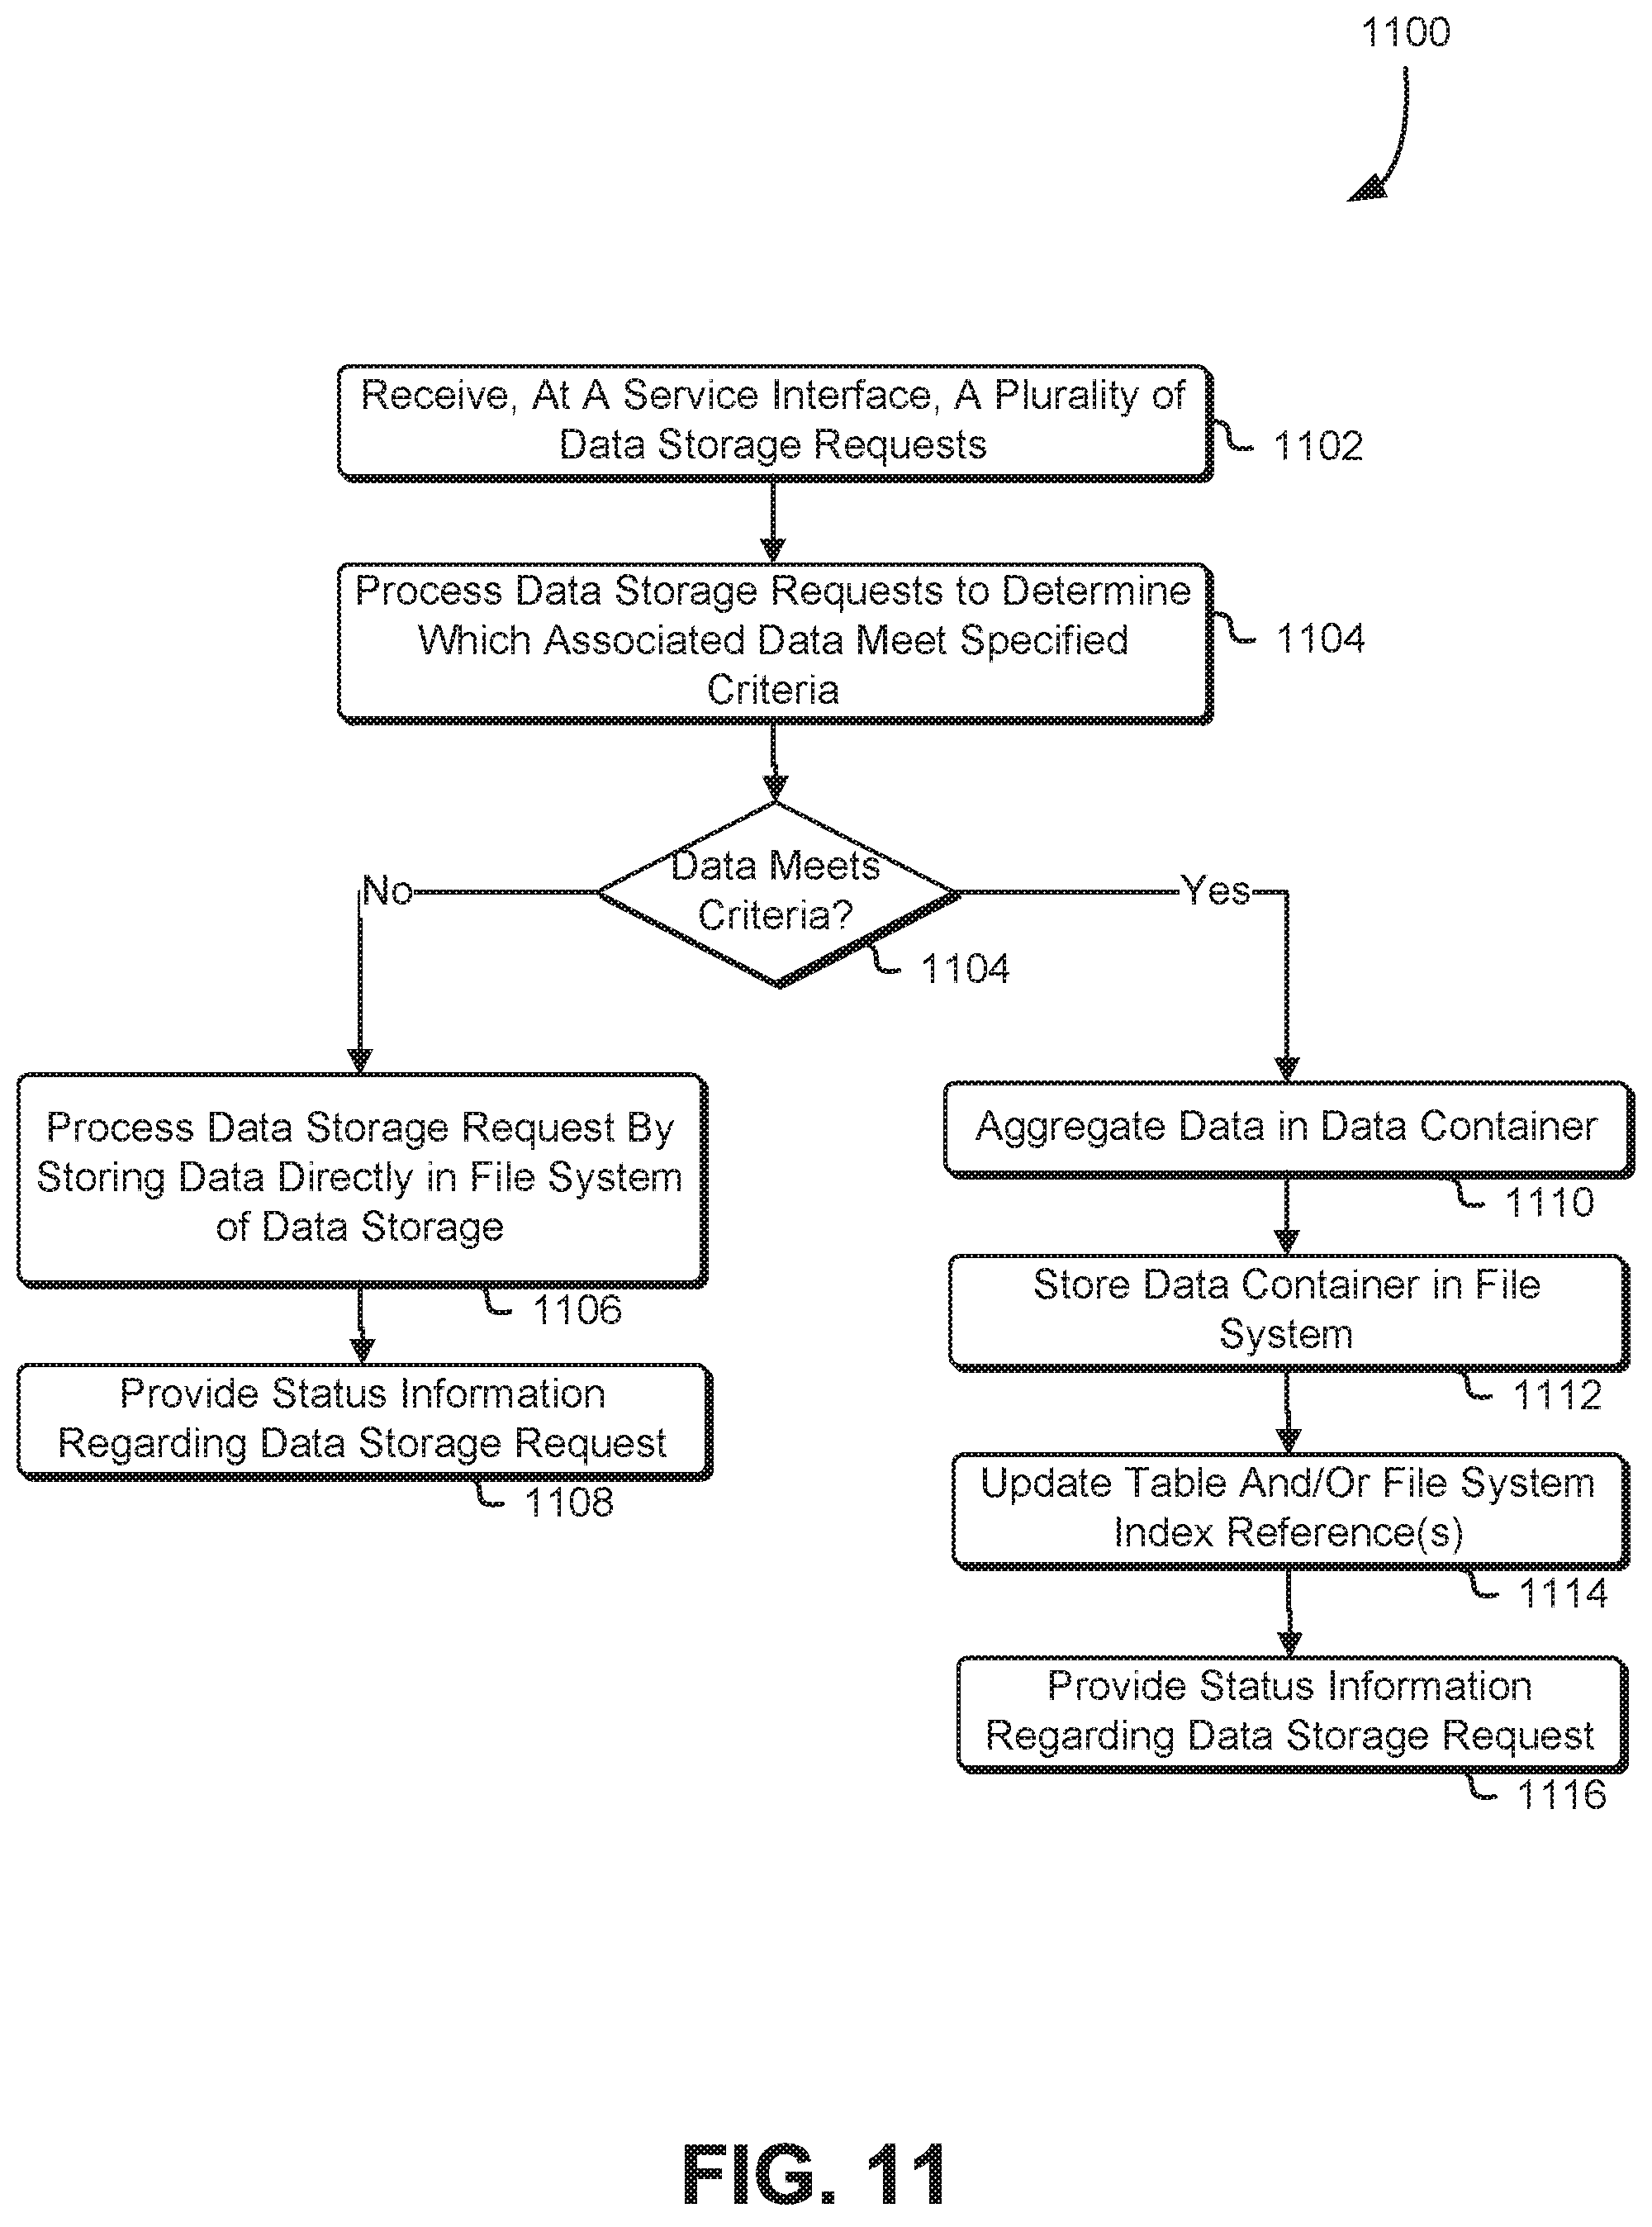 1100
Receive, At A Service Interface, A Plurality of
Data Storage Requests
1102
Process Data Storage Requests to Determine
Which Associated Data Meet Specified
Criteria
1104
Data Meets
Criteria?
1104
No
Yes
Process Data Storage Request By
Storing Data Directly in File System
of Data Storage
1106
Provide Status Information
Regarding Data Storage Request
1108
Aggregate Data in Data Container
1110
Store Data Container in File
System
1112
Update Table And/Or File System
Index Reference(s)
1114
Provide Status Information
Regarding Data Storage Request
1116
FIG. 11